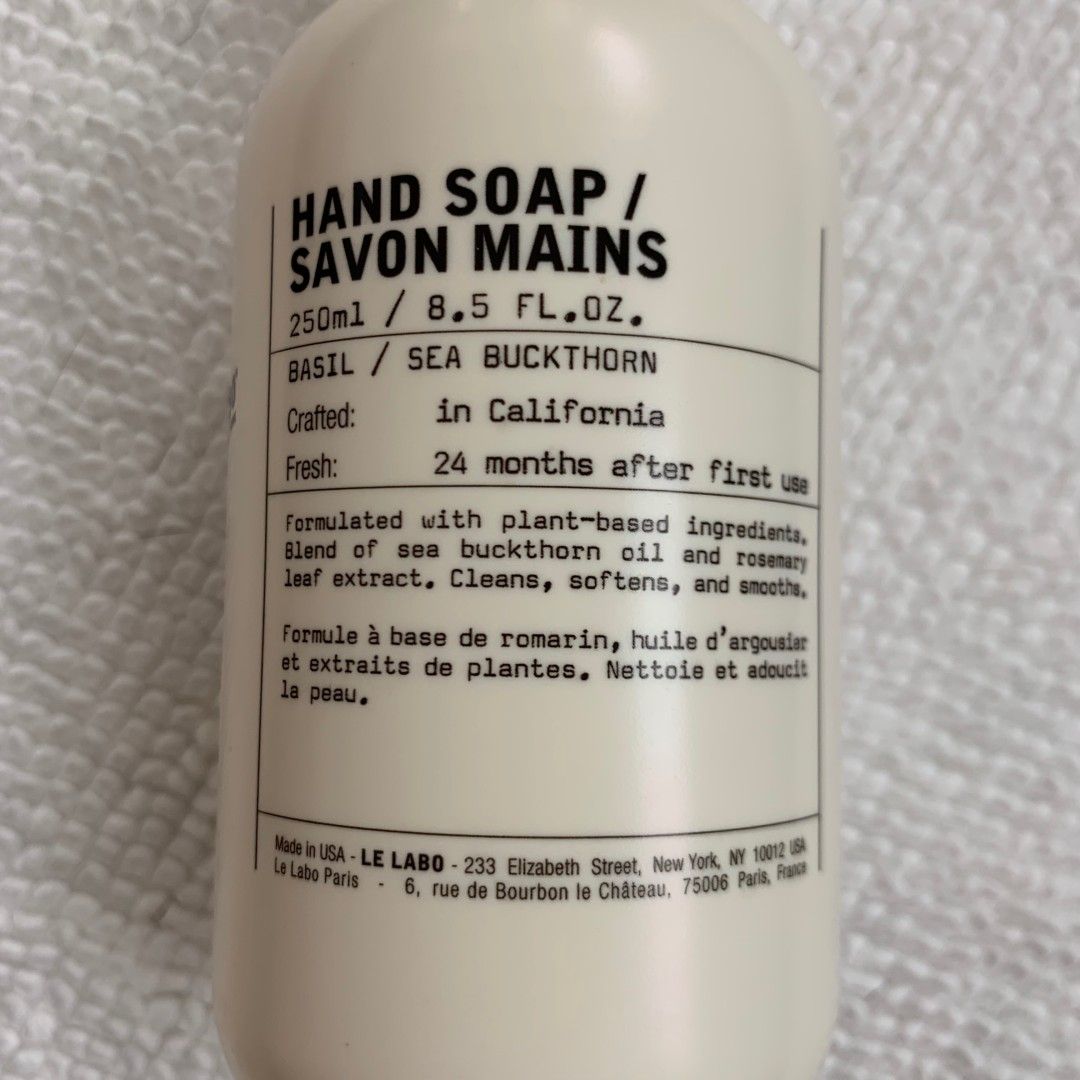 HAND SOAP /
SAVON MAINS
250ml / 8.5 FL.OZ.
BASIL / SEA BUCKTHORN
Crafted: in California
Fresh: 24 months after first use
Formulated with plant-based ingredients.
Blend of sea buckthorn oil and rosemary
leaf extract. Cleans, softens, and smooths.
Formule à base de romarin, huile d'argousier
et extraits de plantes. Nettoie et adoucit
la peau.
Made in USA - LE LABO - 233 Elizabeth Street, New York, NY 10012 USA
Le Labo Paris - 6, rue de Bourbon le Château, 75006 Paris, France